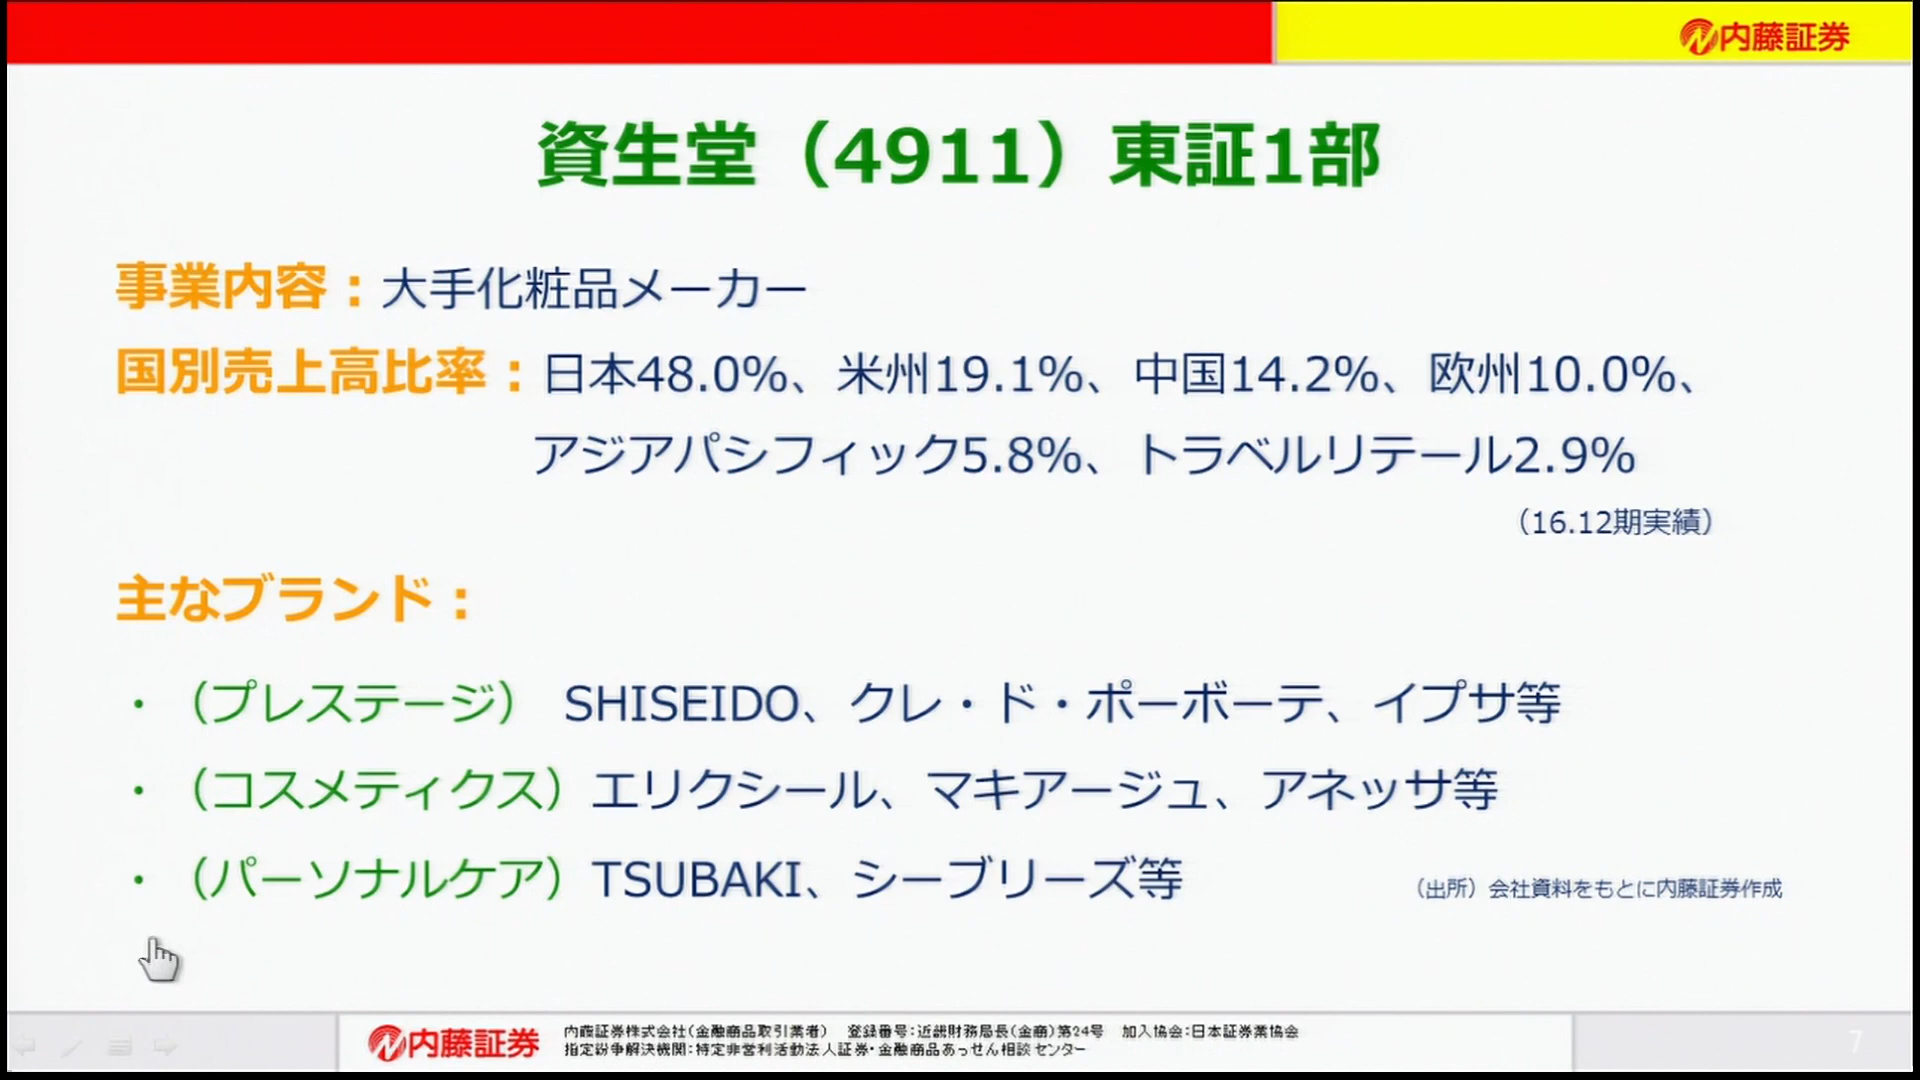 内藤証券
資生堂（4911）東証1部
事業内容：大手化粧品メーカー
国別売上高比率：日本48.0%、米州19.1%、中国14.2%、欧州10.0%、
アジアパシフィック5.8%、トラベルリテール2.9%
（16.12期実績）
主なブランド：
・（プレステージ） SHISEIDO、クレ・ド・ポーボーテ、イプサ等
・（コスメティクス）エリクシール、マキアージュ、アネッサ等
・（パーソナルケア）TSUBAKI、シーブリーズ等
（出所）会社資料をもとに内藤証券作成
内藤証券
内藤証券株式会社（金融商品取引業者） 登録番号：近畿財務局長（金商）第24号 加入協会：日本証券業協会
指定紛争解決機関：特定非営利活動法人証券・金融商品あっせん相談センター
7